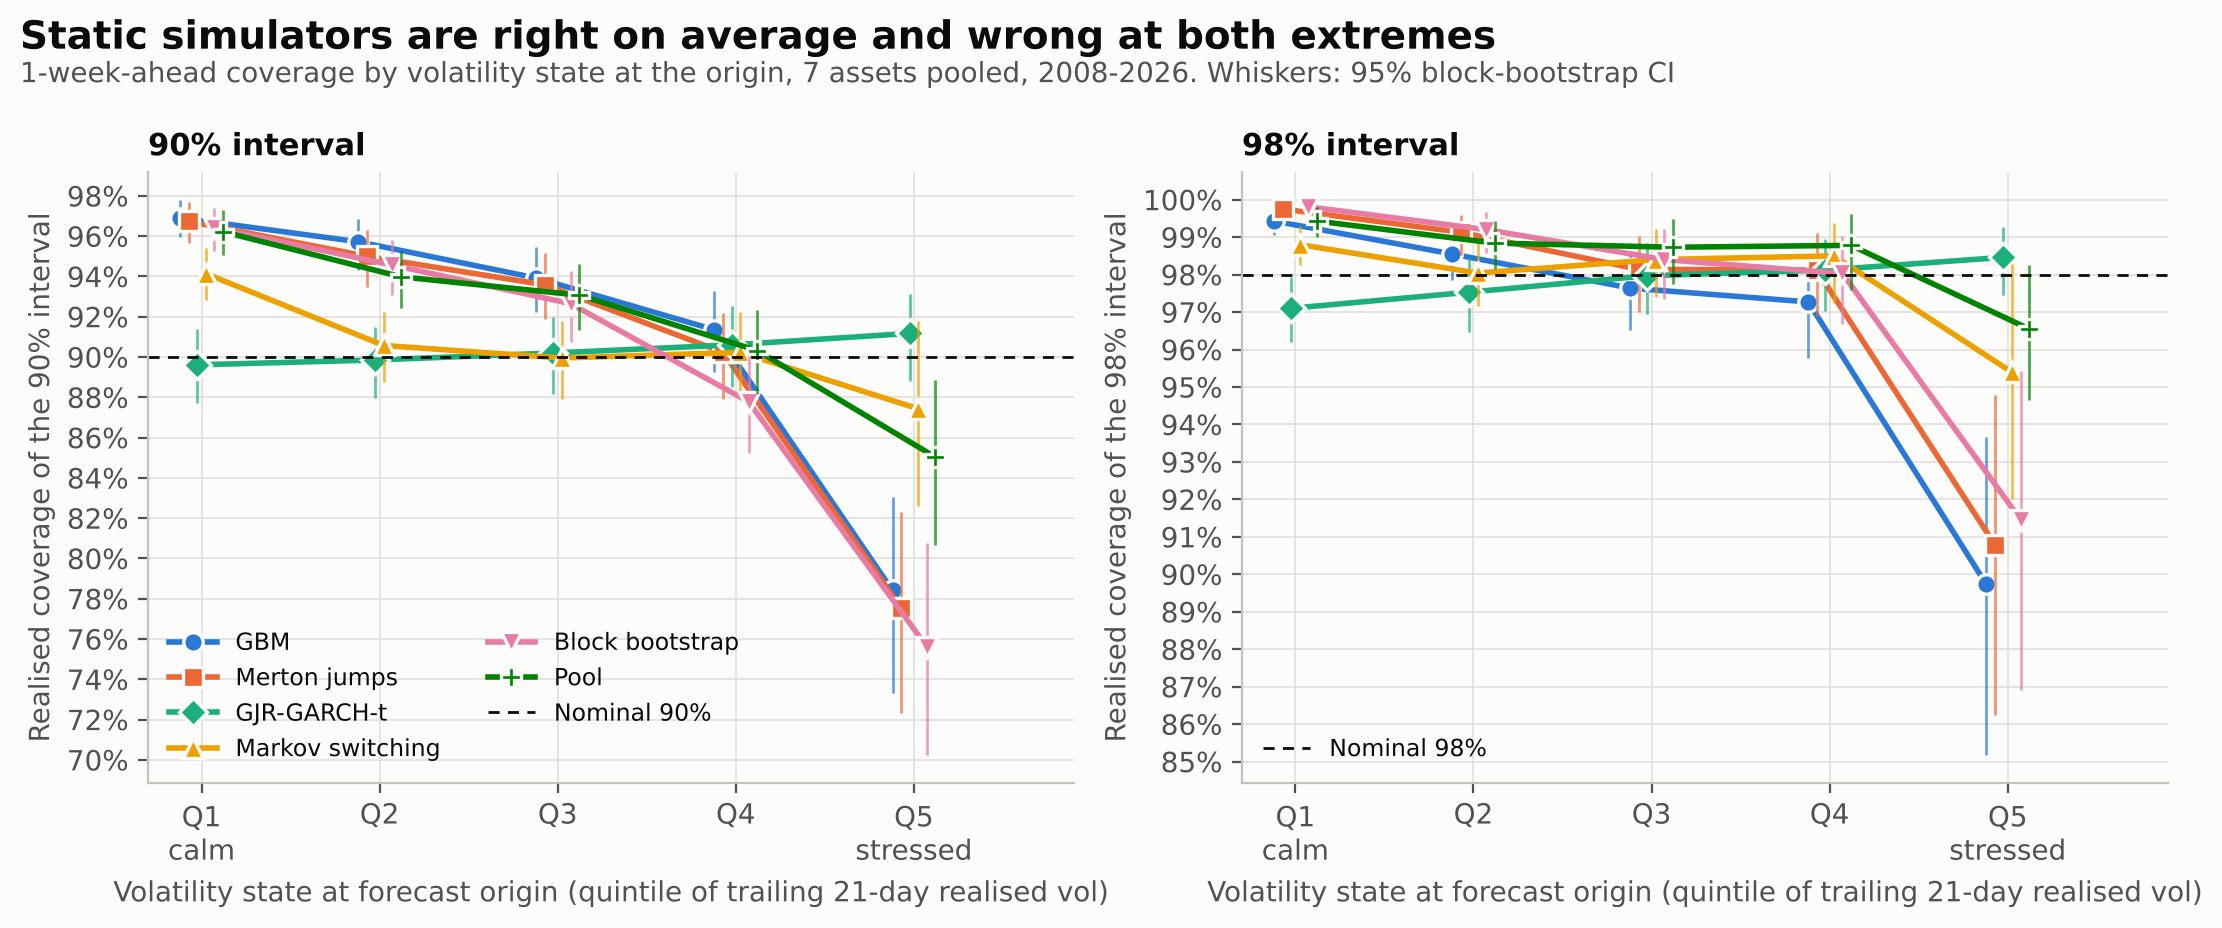 Static simulators are right on average and wrong at both extremes
1-week-ahead coverage by volatility state at the origin, 7 assets pooled, 2008-2026. Whiskers: 95% block-bootstrap CI
90% interval
Realised coverage of the 90% interval
98%
96%
94%
92%
90%
88%
86%
84%
82%
80%
78%
76%
74%
72%
70%
GBM
Merton jumps
GJR-GARCH-t
Markov switching
Block bootstrap
Pool
Nominal 90%
Q1
calm
Q2
Q3
Q4
Q5
stressed
Volatility state at forecast origin (quintile of trailing 21-day realised vol)
98% interval
Realised coverage of the 98% interval
100%
99%
98%
97%
96%
95%
94%
93%
92%
91%
90%
89%
88%
87%
86%
85%
Nominal 98%
Q1
calm
Q2
Q3
Q4
Q5
stressed
Volatility state at forecast origin (quintile of trailing 21-day realised vol)